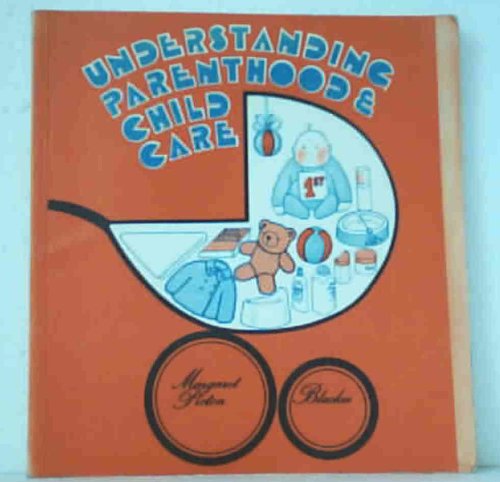 UNDERSTANDING
PARENTHOOD &
CHILD
CARE
1ST
Margaret
Picton
Blackie